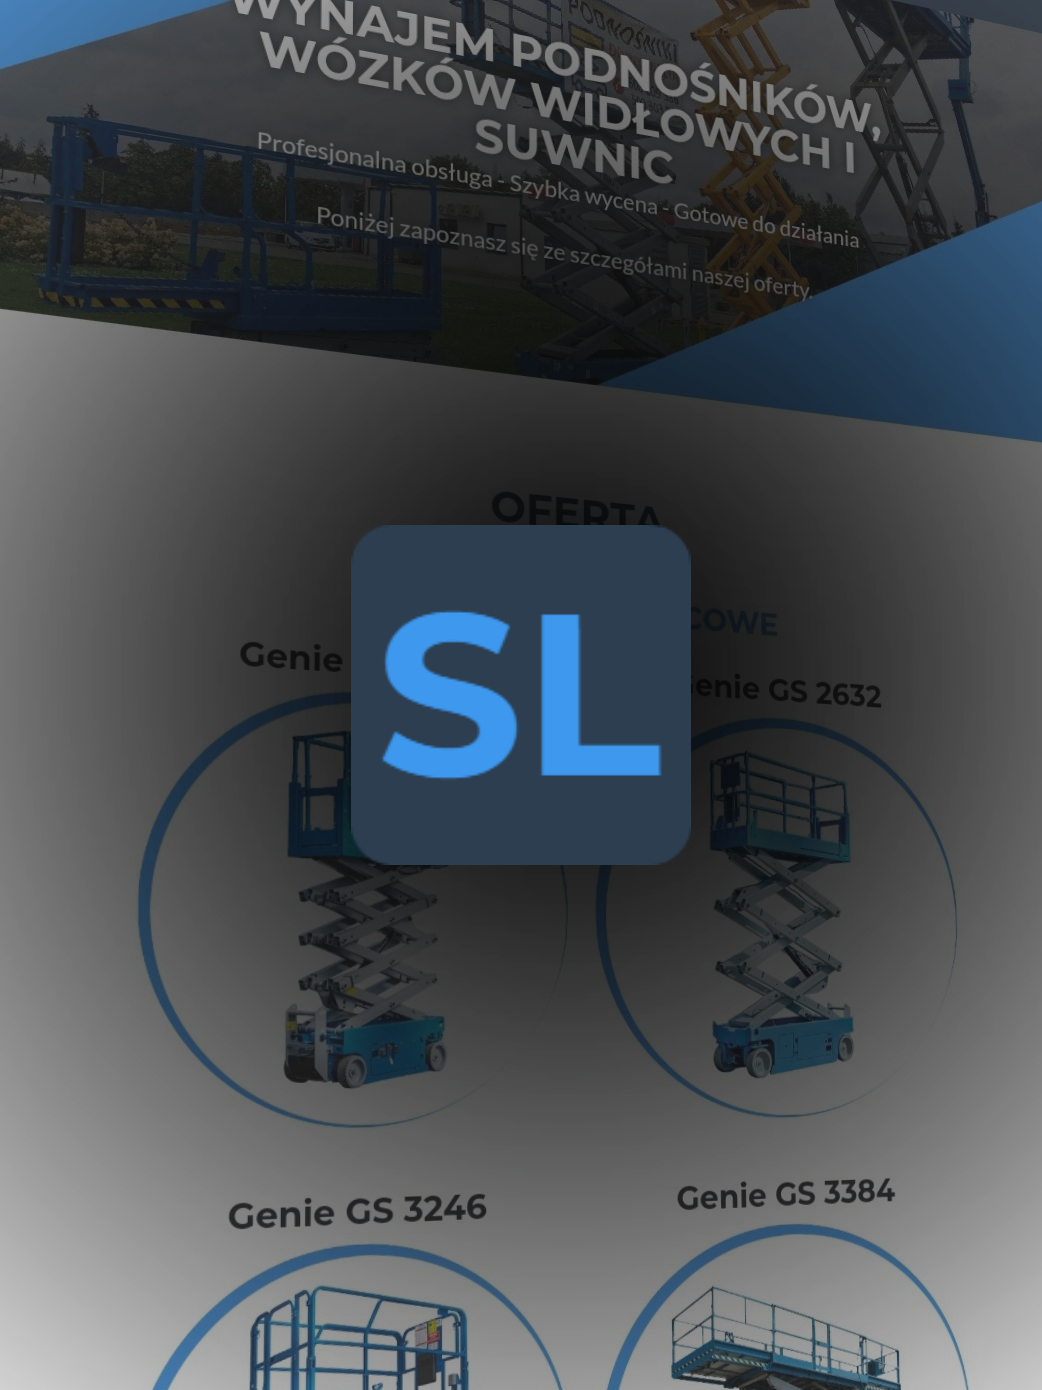 WYNAJEM PODNOŚNIKÓW,
WÓZKÓW WIDŁOWYCH I
SUWNIC
Profesjonalna obsługa - Szybka wycena - Gotowe do działania
Poniżej zapoznasz się ze szczegółami naszej oferty.
PODNOŚNIKI
OFERTA
COWE
Genie
Genie GS 2632
SL
Genie GS 3246
Genie GS 3384